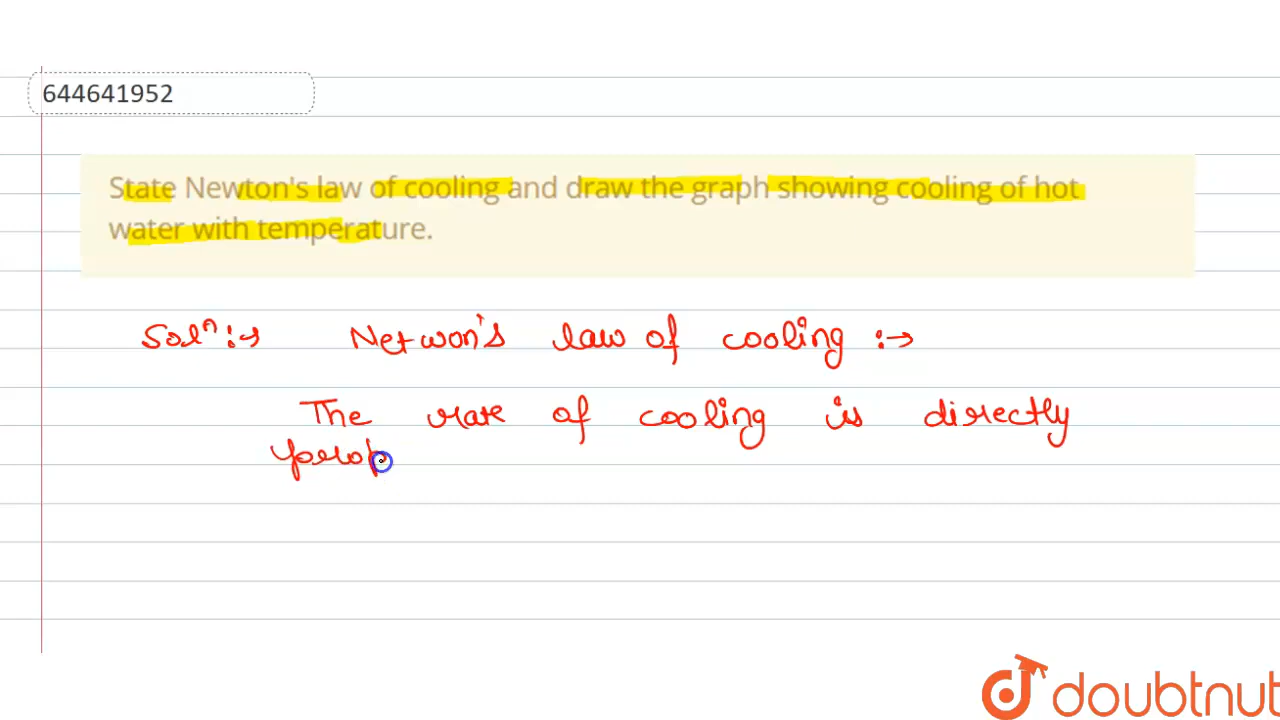 644641952
State Newton's law of cooling and draw the graph showing cooling of hot
water with temperature.
Solⁿ :→ Netwon's law of cooling :→
The rate of cooling is directly
prop
doubtnut